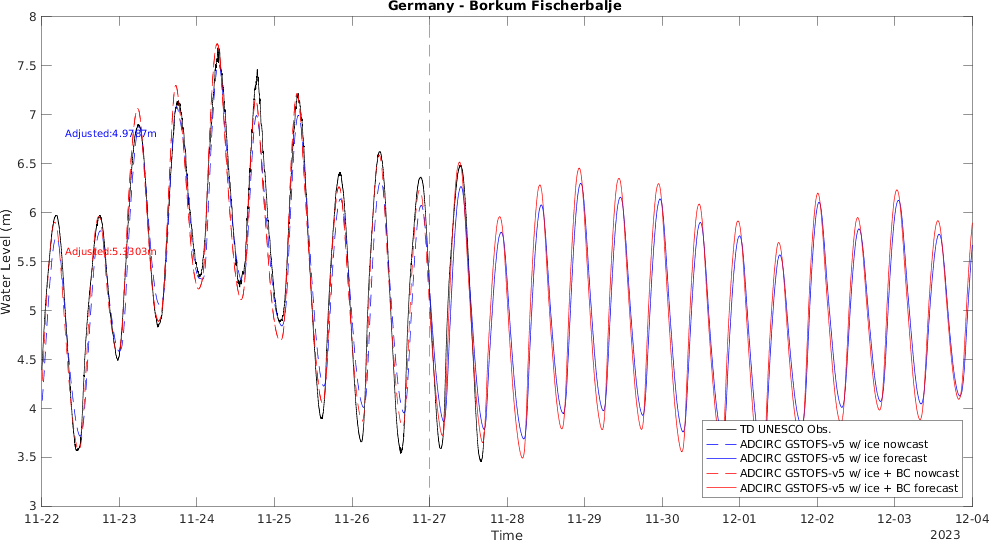 Germany - Borkum Fischerbalje
8
7.5
7
6.5
6
5.5
5
4.5
4
3.5
3
Water Level (m)
Adjusted:4.9787m
Adjusted:5.3303m
TD UNESCO Obs.
ADCIRC GSTOFS-v5 w/ ice nowcast
ADCIRC GSTOFS-v5 w/ ice forecast
ADCIRC GSTOFS-v5 w/ ice + BC nowcast
ADCIRC GSTOFS-v5 w/ ice + BC forecast
11-22 11-23 11-24 11-25 11-26 11-27 11-28 11-29 11-30 12-01 12-02 12-03 12-04
Time
2023